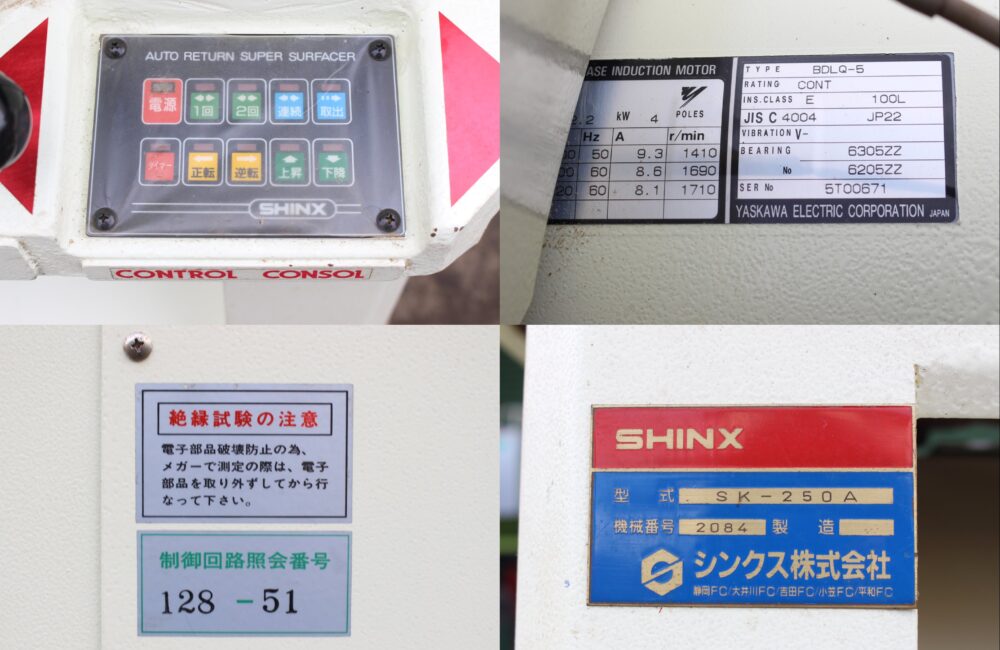 AUTO RETURN SUPER SURFACER
電源 1回 2回 連続 取出
タイマー 正転 逆転 上昇 下降
SHINX
CONTROL CONSOL
ASE INDUCTION MOTOR
2.2 kW 4 POLES
Hz A r/min
50 9.3 1410
60 8.6 1690
60 8.1 1710
TYPE BDLQ-5
RATING CONT
INS.CLASS E 100L
JIS C 4004 JP22
VIBRATION V-
BEARING 6305ZZ
No 6205ZZ
SER No 5T00671
YASKAWA ELECTRIC CORPORATION JAPAN
絶縁試験の注意
電子部品破壊防止の為、
メガーで測定の際は、電子
部品を取り外ずしてから行
なって下さい。
制御回路照会番号
128 - 51
SHINX
型式 SK-250A
機械番号 2084 製造
シンクス株式会社
静岡FC/大井川FC/吉田FC/小笠FC/平和FC